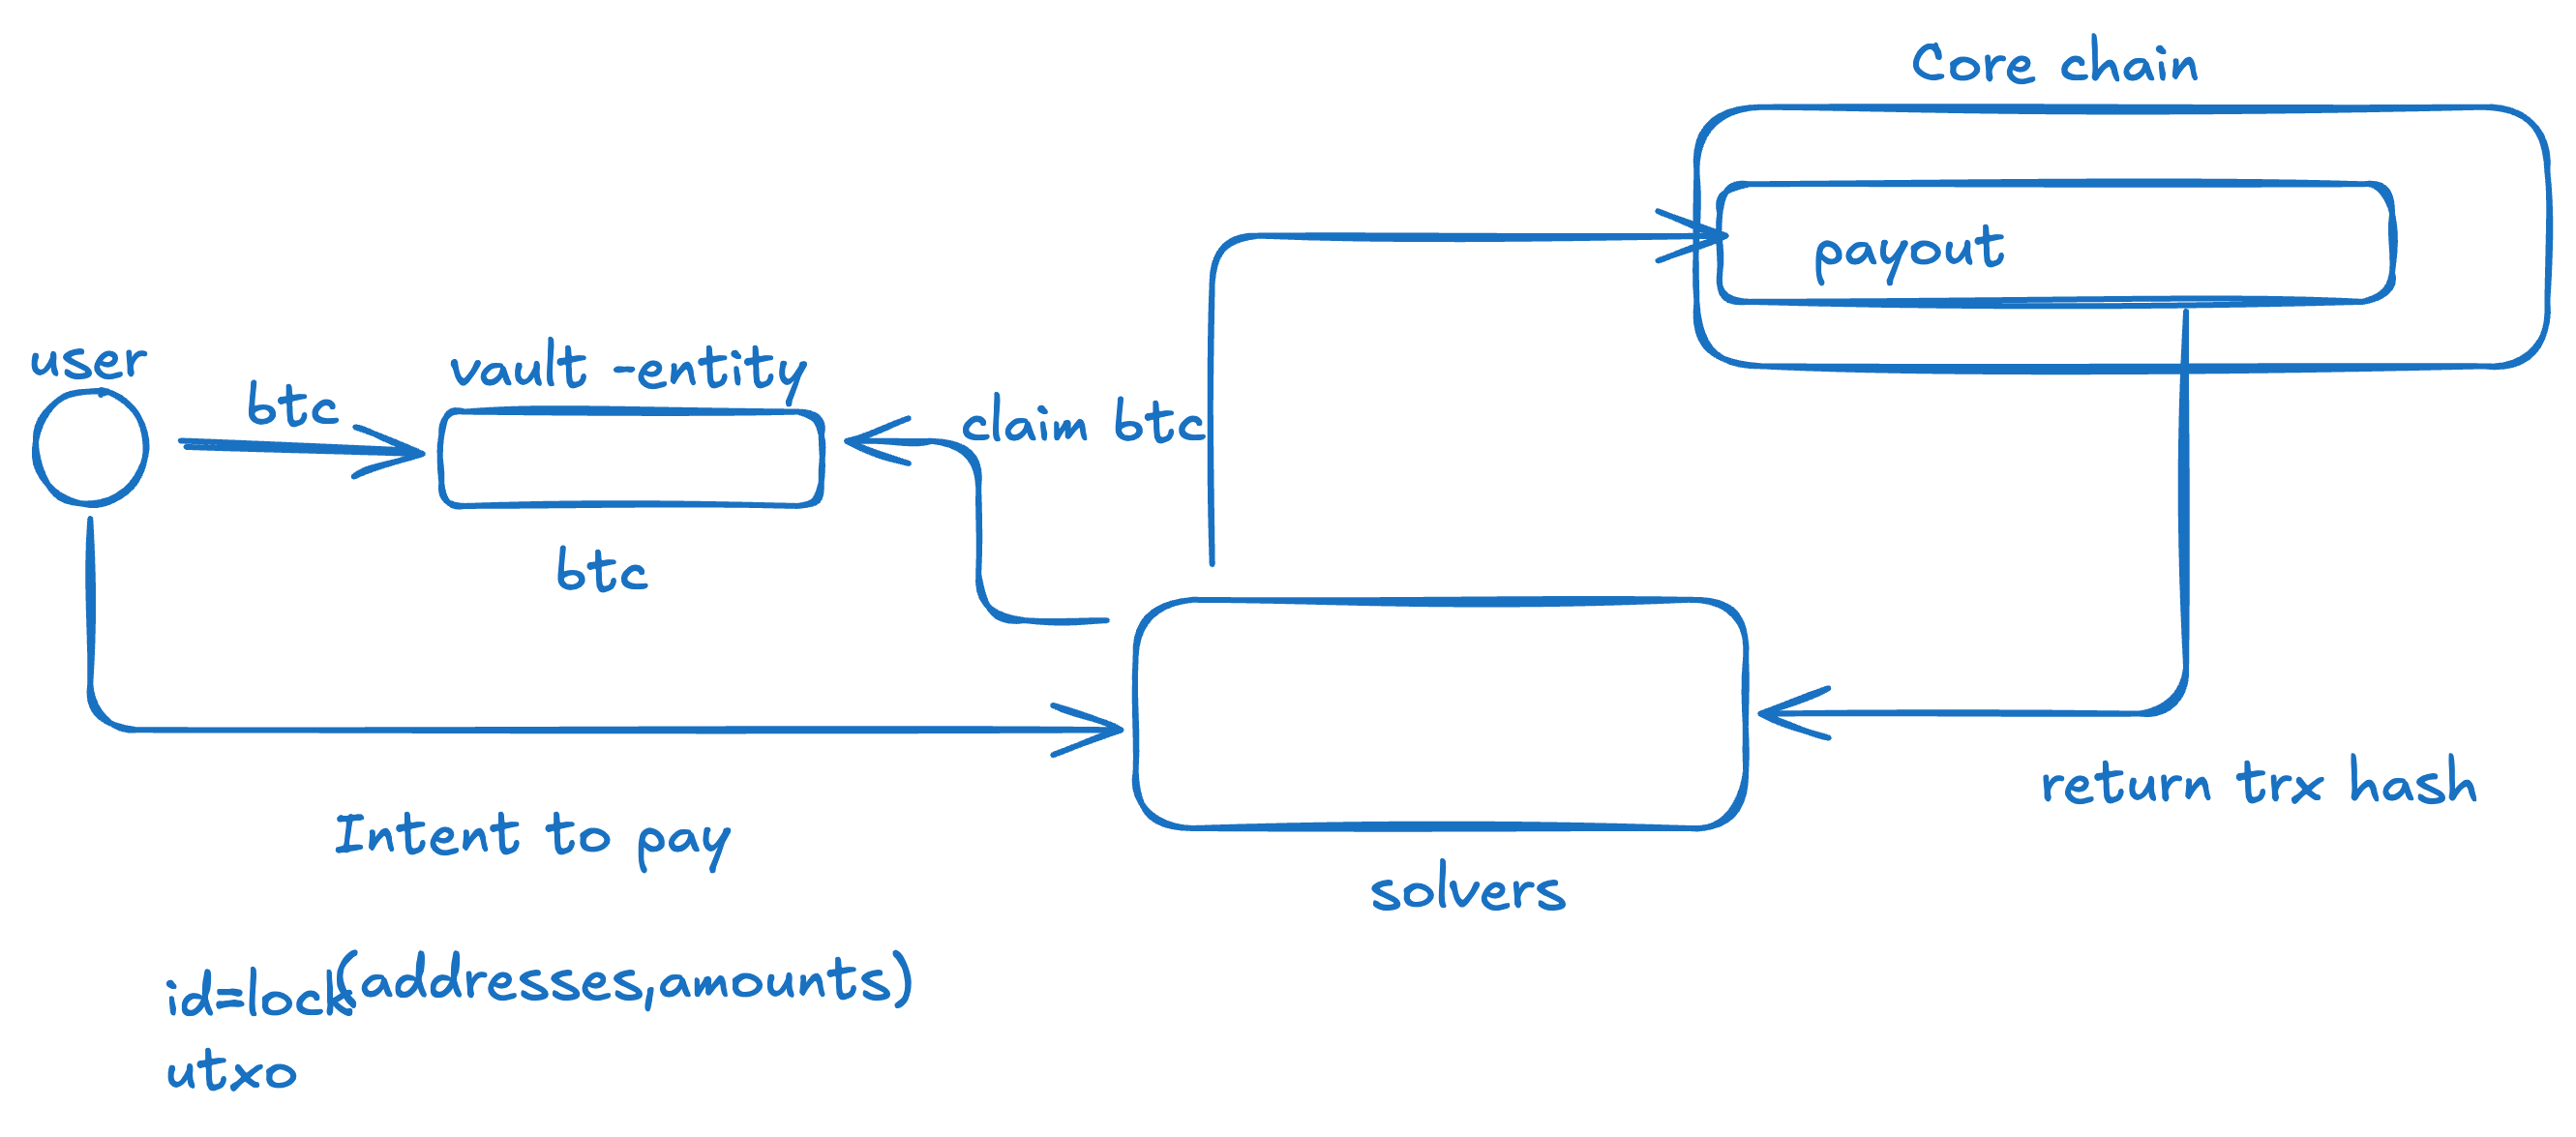 Core chain
payout
user
btc
vault -entity
claim btc
btc
return trx hash
Intent to pay
solvers
id=lock(addresses,amounts)
utxo